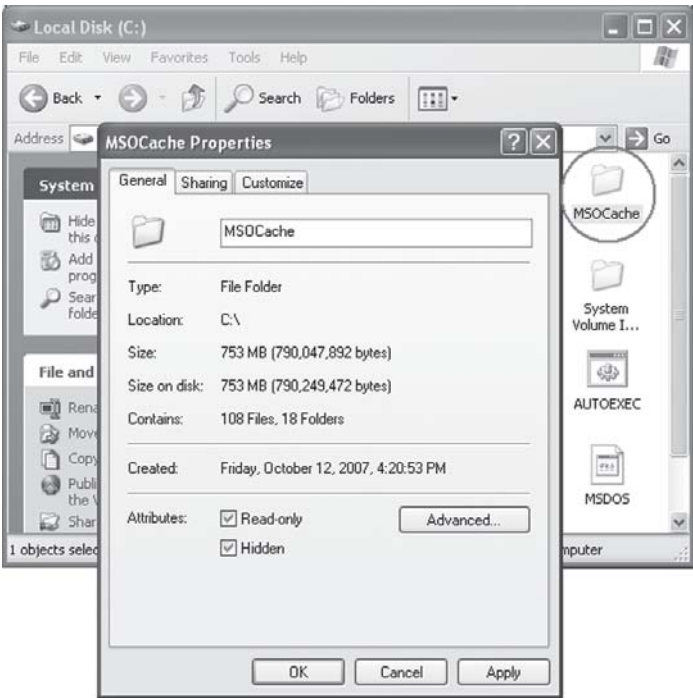 Local Disk (C:)
File Edit View Favorites Tools Help
Back Search Folders
Address Go
MSOCache Properties
General Sharing Customize
MSOCache
Type: File Folder
Location: C:\
Size: 753 MB (790,047,892 bytes)
Size on disk: 753 MB (790,249,472 bytes)
Contains: 108 Files, 18 Folders
Created: Friday, October 12, 2007, 4:20:53 PM
Attributes: Read-only Advanced...
Hidden
OK Cancel Apply
System
Hide
this
Add
prog
Sear
folde
File and
Rena
Move
Copy
Publi
the
Shar
1 objects selec
MSOCache
System
Volume I...
AUTOEXEC
MSDOS
mputer